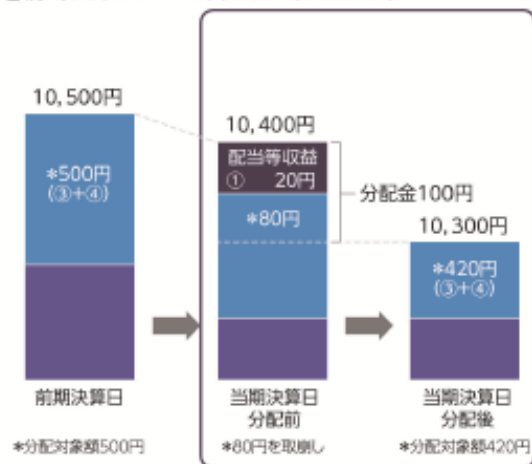 10,500円
*500円
(③+④)
前期決算日
*分配対象額500円
10,400円
配当等収益
① 20円
*80円
分配金100円
当期決算日
分配前
*80円を取崩し
10,300円
*420円
(③+④)
当期決算日
分配後
*分配対象額420円